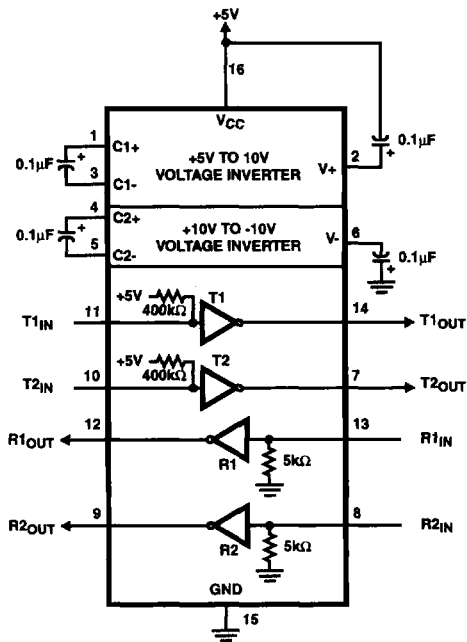 +5V
16
VCC
1
C1+
0.1µF
+
3
C1-
+5V TO 10V
VOLTAGE INVERTER
V+
2
+
0.1µF
4
C2+
0.1µF
+
5
C2-
+10V TO -10V
VOLTAGE INVERTER
V-
6
+
0.1µF
+5V
400kΩ
T1
T1IN
11
14
T1OUT
+5V
400kΩ
T2
T2IN
10
7
T2OUT
R1OUT
12
R1
5kΩ
13
R1IN
R2OUT
9
R2
5kΩ
8
R2IN
GND
15